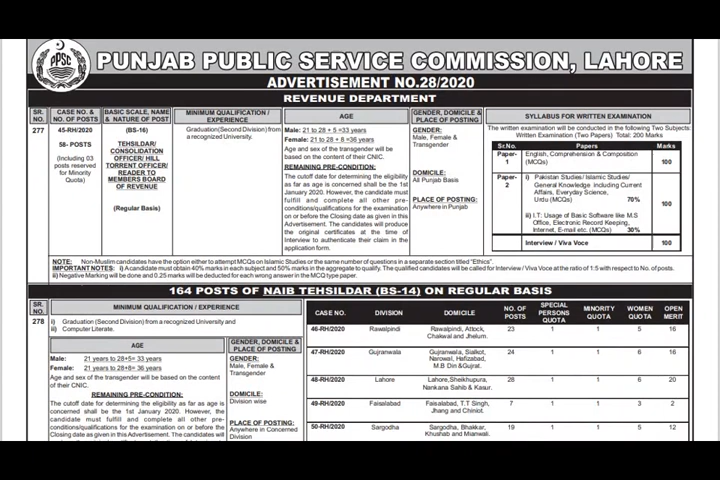 PUNJAB PUBLIC SERVICE COMMISSION, LAHORE
PPSC
ADVERTISEMENT NO.28/2020
REVENUE DEPARTMENT
SR. NO.
CASE NO. & NO. OF POSTS
BASIC SCALE, NAME & NATURE OF POST
MINIMUM QUALIFICATION / EXPERIENCE
AGE
GENDER, DOMICILE & PLACE OF POSTING
SYLLABUS FOR WRITTEN EXAMINATION
277
45-RH/2020
58- POSTS
(Including 03
posts reserved
for Minority
Quota)
(BS-16)
TEHSILDAR/
CONSOLIDATION
OFFICER/ HILL
TORRENT OFFICER/
READER TO
MEMBERS BOARD
OF REVENUE
(Regular Basis)
Graduation(Second Division) from
a recognized University.
Male: 21 to 28 + 5 =33 years
Female: 21 to 28 + 8 =36 years
Age and sex of the transgender will be
based on the content of their CNIC.
REMAINING PRE-CONDITION
The cutoff date for determining the eligibility
as far as age is concerned shall be the 1st
January 2020. However, the candidate must
fulfill and complete all other pre-
conditions/qualifications for the examination
on or before the Closing date as given in this
Advertisement. The candidates will produce
the original certificates at the time of
Interview to authenticate their claim in the
application form.
GENDER:
Male, Female &
Transgender
DOMICILE:
All Punjab Basis
PLACE OF POSTING:
Anywhere in Punjab
The written examination will be conducted in the following Two Subjects:
Written Examination (Two Papers) Total: 200 Marks
Sr.No. Papers Marks
Paper-1 English, Comprehension & Composition (MCQs) 100
Paper-2 i) Pakistan Studies/ Islamic Studies/
General Knowledge including Current
Affairs, Everyday Science,
Urdu (MCQs) 70%
100
ii) I.T: Usage of Basic Software like M.S
Office, Electronic Record Keeping,
Internet, E-mail etc. (MCQs) 30%
Interview / Viva Voce 100
NOTE: Non-Muslim candidates have the option either to attempt MCQs on Islamic Studies or the same number of questions in a separate section titled "Ethics".
IMPORTANT NOTES: i) A candidate must obtain 40% marks in each subject and 50% marks in the aggregate to qualify. The qualified candidates will be called for Interview / Viva Voce at the ratio of 1:5 with respect to No. of posts.
ii) Negative Marking will be done and 0.25 marks will be deducted for each wrong answer in the MCQ type paper.
164 POSTS OF NAIB TEHSILDAR (BS-14) ON REGULAR BASIS
SR. NO.
MINIMUM QUALIFICATION / EXPERIENCE
278
i) Graduation (Second Division) from a recognized University and
ii) Computer Literate.
AGE
Male: 21 years to 28+5= 33 years
Female: 21 years to 28+8= 36 years
Age and sex of the transgender will be based on the content
of their CNIC.
REMAINING PRE-CONDITION
The cutoff date for determining the eligibility as far as age is
concerned shall be the 1st January 2020. However, the
candidate must fulfill and complete all other pre-
conditions/qualifications for the examination on or before the
Closing date as given in this Advertisement. The candidates will
GENDER, DOMICILE & PLACE OF POSTING
GENDER:
Male, Female &
Transgender
DOMICILE:
Division wise
PLACE OF POSTING:
Anywhere in Concerned
Division
CASE NO. DIVISION DOMICILE NO. OF POSTS SPECIAL PERSONS QUOTA MINORITY QUOTA WOMEN QUOTA OPEN MERIT
46-RH/2020 Rawalpindi Rawalpindi, Attock, Chakwal and Jhelum. 23 1 1 5 16
47-RH/2020 Gujranwala Gujranwala, Sialkot, Narowal, Hafizabad, M.B Din &Gujrat. 24 1 1 6 16
48-RH/2020 Lahore Lahore,Sheikhupura, Nankana Sahib & Kasur. 28 1 1 6 20
49-RH/2020 Faisalabad Faisalabad, T.T Singh, Jhang and Chiniot. 7 1 1 3 2
50-RH/2020 Sargodha Sargodha, Bhakkar, Khushab and Mianwali. 19 1 1 5 12